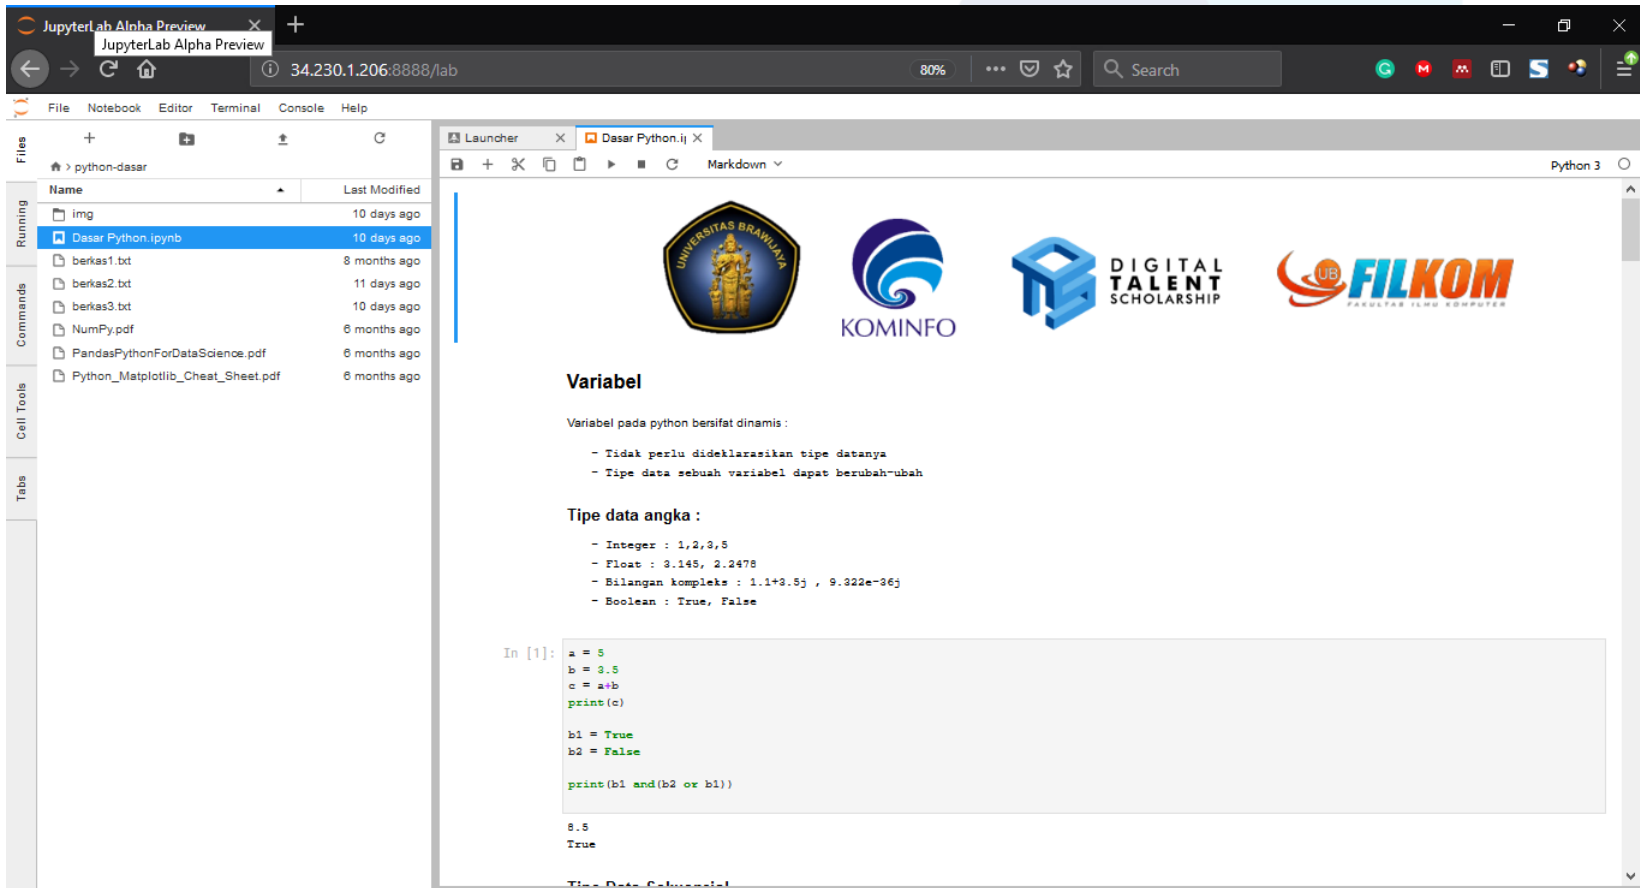 JupyterLab Alpha Preview
JupyterLab Alpha Preview
34.230.1.206:8888/lab
80%
Search
File Notebook Editor Terminal Console Help
Files
Running
Commands
Cell Tools
Tabs
> python-dasar
Name Last Modified
img 10 days ago
Dasar Python.ipynb 10 days ago
berkas1.txt 8 months ago
berkas2.txt 11 days ago
berkas3.txt 10 days ago
NumPy.pdf 6 months ago
PandasPythonForDataScience.pdf 6 months ago
Python_Matplotlib_Cheat_Sheet.pdf 6 months ago
Launcher
Dasar Python.i
Markdown
Python 3
UNIVERSITAS BRAWIJAYA
KOMINFO
DIGITAL
TALENT
SCHOLARSHIP
UB
FILKOM
FAKULTAS ILMU KOMPUTER
Variabel
Variabel pada python bersifat dinamis :
- Tidak perlu dideklarasikan tipe datanya
- Tipe data sebuah variabel dapat berubah-ubah
Tipe data angka :
- Integer : 1,2,3,5
- Float : 3.145, 2.2478
- Bilangan kompleks : 1.1+3.5j , 9.322e-36j
- Boolean : True, False
In [1]:
a = 5
b = 3.5
c = a+b
print(c)
b1 = True
b2 = False
print(b1 and(b2 or b1))
8.5
True
Tipe Data Sekuensial